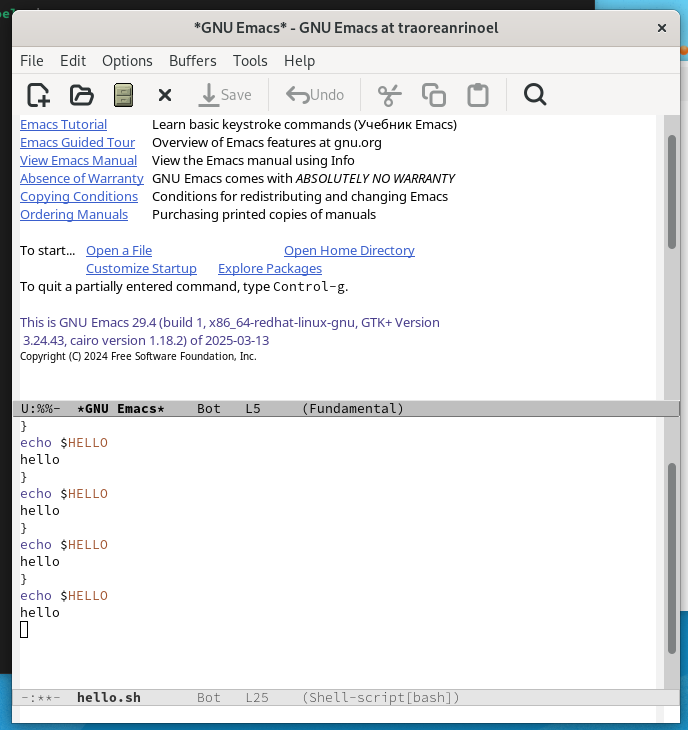 *GNU Emacs* - GNU Emacs at traoreanrinoel
File Edit Options Buffers Tools Help
Save Undo
Emacs Tutorial Learn basic keystroke commands (Учебник Emacs)
Emacs Guided Tour Overview of Emacs features at gnu.org
View Emacs Manual View the Emacs manual using Info
Absence of Warranty GNU Emacs comes with ABSOLUTELY NO WARRANTY
Copying Conditions Conditions for redistributing and changing Emacs
Ordering Manuals Purchasing printed copies of manuals
To start... Open a File Open Home Directory
Customize Startup Explore Packages
To quit a partially entered command, type Control-g.
This is GNU Emacs 29.4 (build 1, x86_64-redhat-linux-gnu, GTK+ Version
3.24.43, cairo version 1.18.2) of 2025-03-13
Copyright (C) 2024 Free Software Foundation, Inc.
U:%%- *GNU Emacs* Bot L5 (Fundamental)
}
echo $HELLO
hello
}
echo $HELLO
hello
}
echo $HELLO
hello
}
echo $HELLO
hello
-:**- hello.sh Bot L25 (Shell-script[bash])